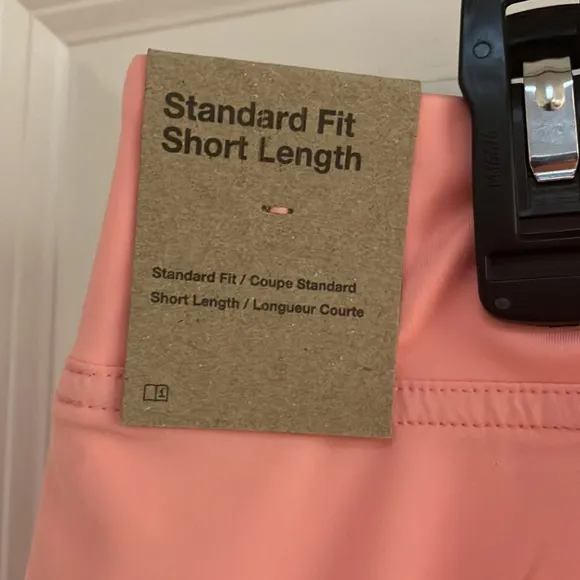 Standard Fit
Short Length
Standard Fit / Coupe Standard
Short Length / Longueur Courte